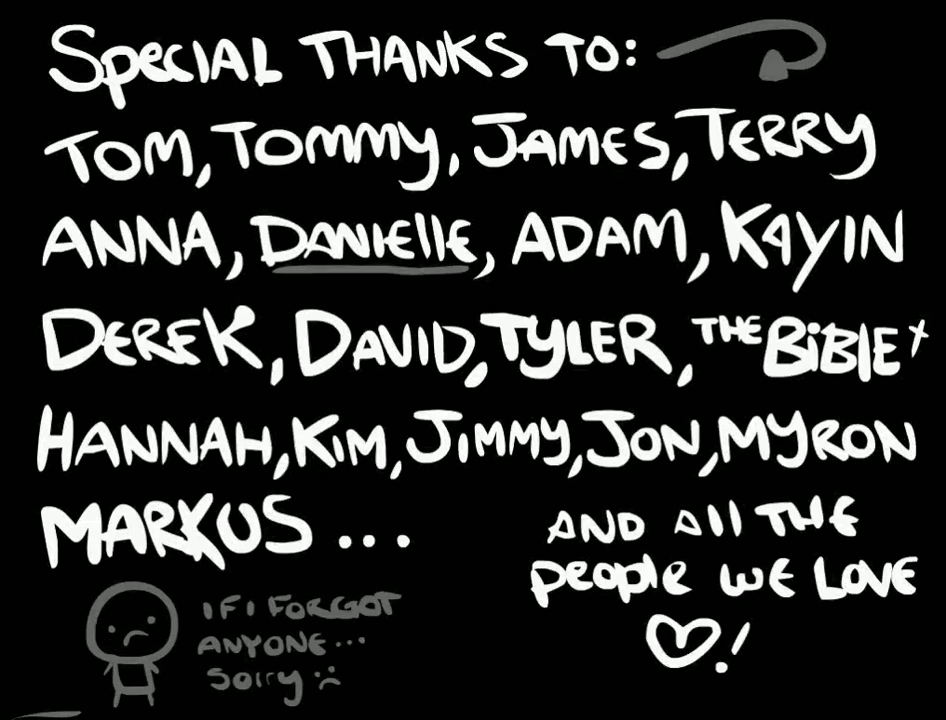 SPECIAL THANKS TO:
TOM, TOMMY, JAMES, TERRY
ANNA, DANIELLE, ADAM, KAYIN
DEREK, DAVID, TYLER, THE BIBLE
HANNAH, KIM, JIMMY, JON, MYRON
MARKUS ...
AND All THE
people WE LOVE
!
IF I FORGOT
ANYONE...
Sorry :(